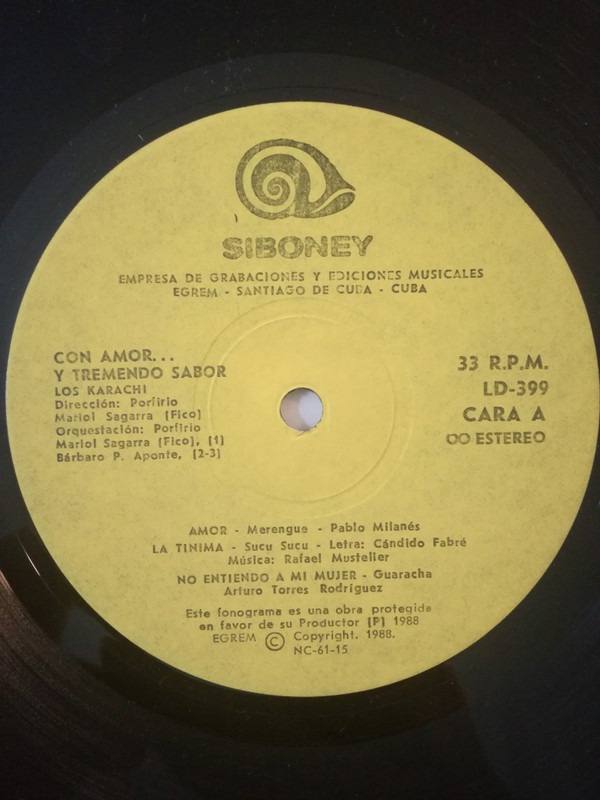 SIBONEY
EMPRESA DE GRABACIONES Y EDICIONES MUSICALES
EGREM - SANTIAGO DE CUBA - CUBA
CON AMOR...
Y TREMENDO SABOR
LOS KARACHI
Dirección: Porfirio
Mariol Sagarra (Fico)
Orquestación: Porfirio
Mariol Sagarra (Fico), (1)
Bárbaro P. Aponte, (2-3)
33 R.P.M.
LD-399
CARA A
OO ESTEREO
AMOR - Merengue - Pablo Milanés
LA TINIMA - Sucu Sucu - Letra: Cándido Fabré
Música: Rafael Mustelier
NO ENTIENDO A MI MUJER - Guaracha
Arturo Torres Rodríguez
Este fonograma es una obra protegida
en favor de su Productor (P) 1988
EGREM © Copyright. 1988.
NC-61-15